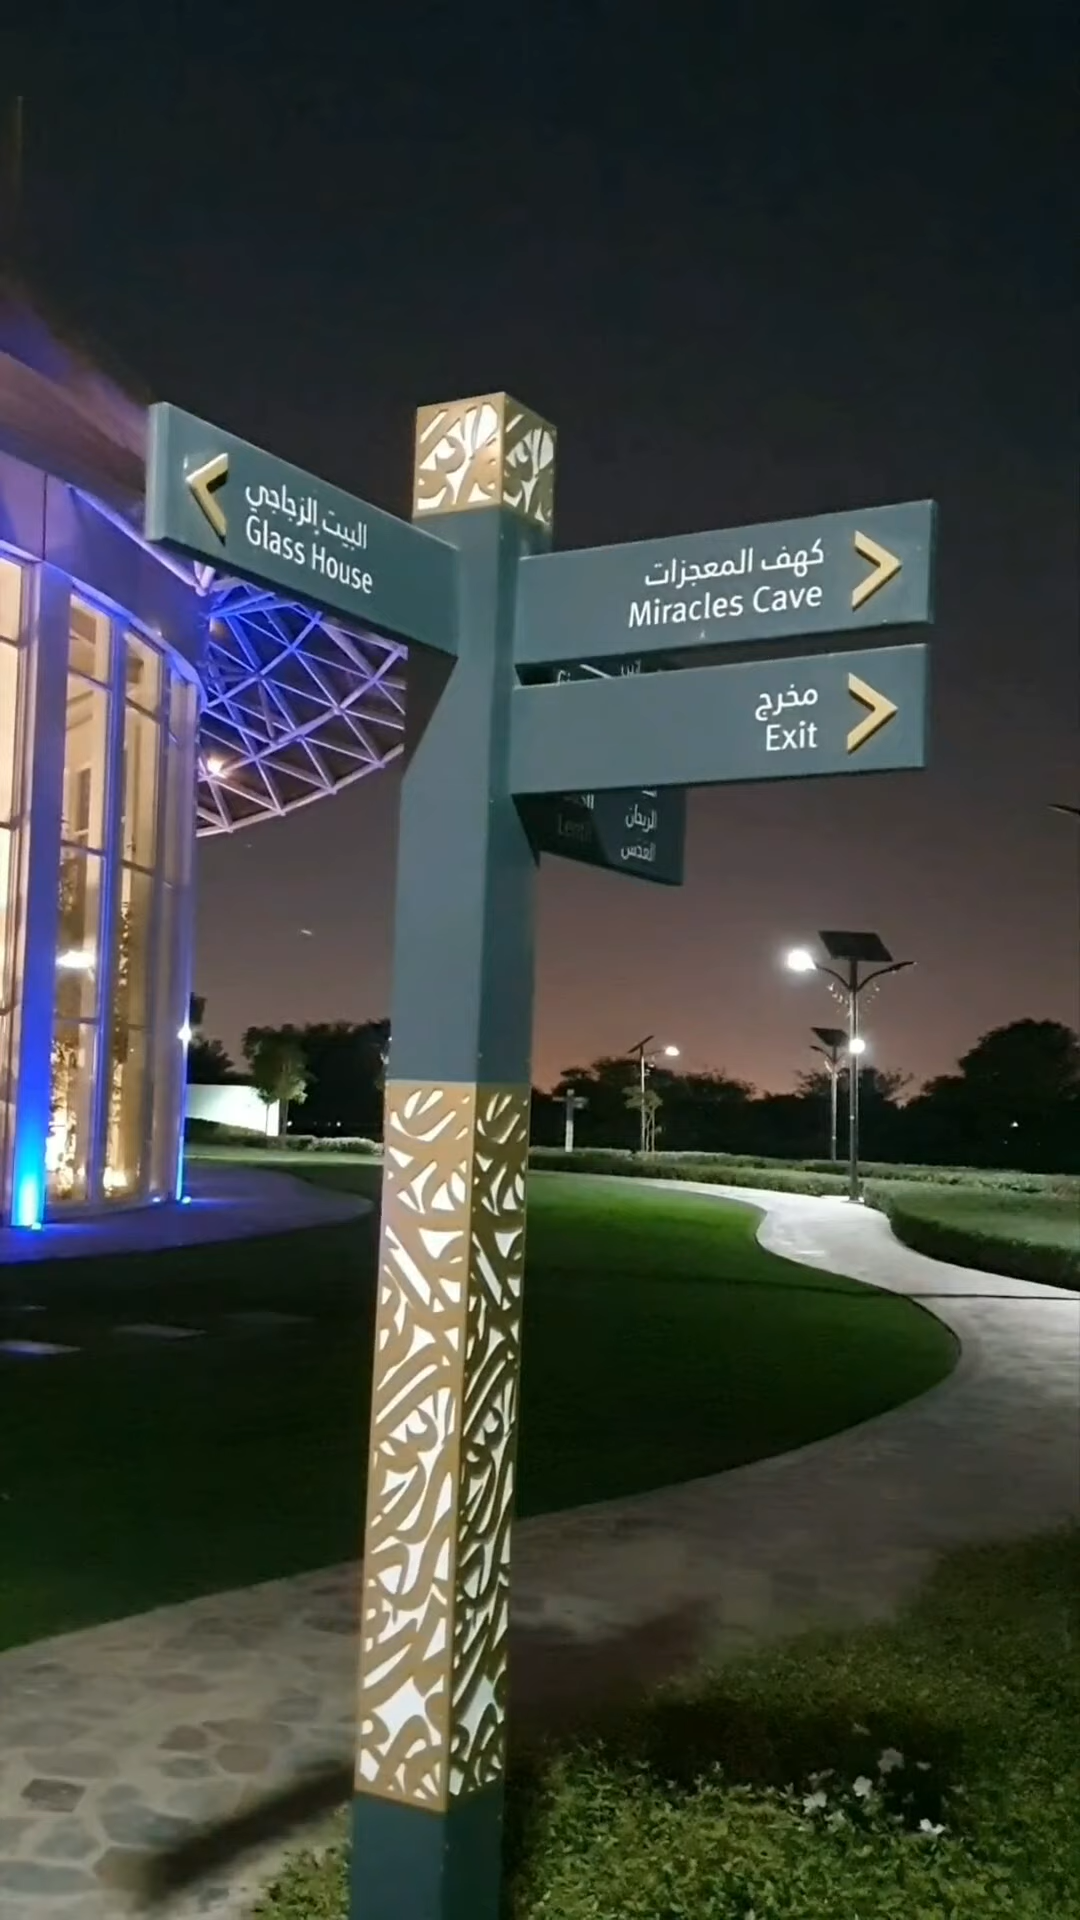 البيت الزجاجي
Glass House
كهف المعجزات
Miracles Cave
مخرج
Exit
الريحان
العدس